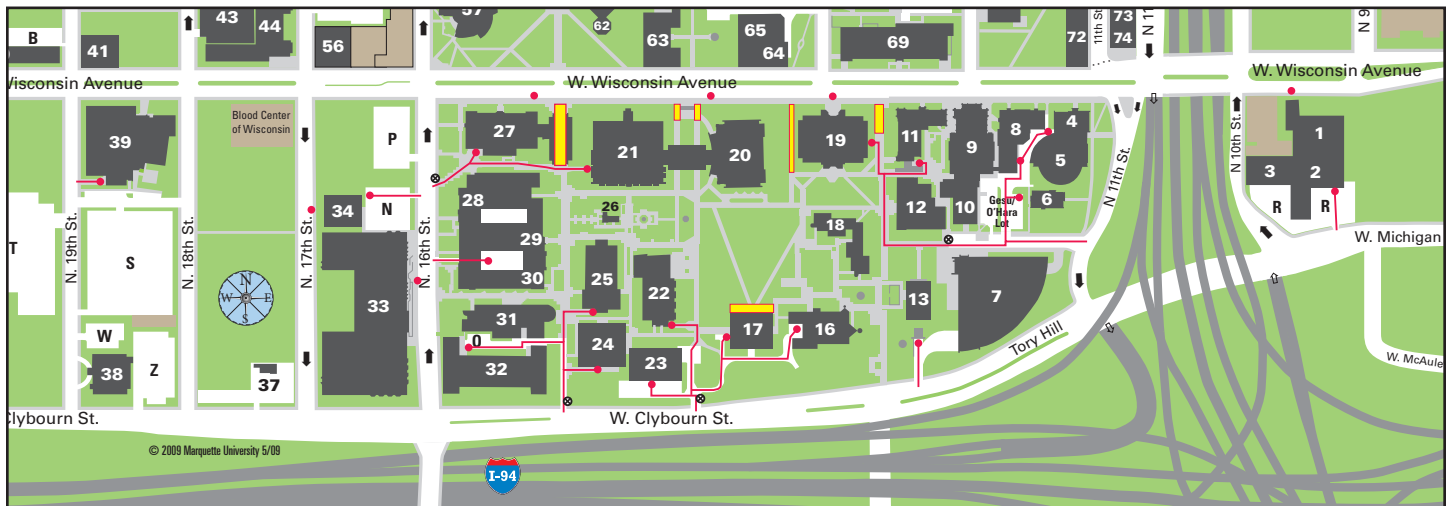 43
44
57
62
63
65
64
69
72
11th St.
73
74
N 11
N 9
B
41
56
Wisconsin Avenue
W. Wisconsin Avenue
W. Wisconsin Avenue
39
Blood Center
of Wisconsin
P
27
21
20
19
11
9
8
4
5
1
3
2
N 10th St.
N. 11th St.
34
N
28
26
29
30
12
10
Gesu/
O'Hara
Lot
6
R
R
T
N. 19th St.
S
N. 18th St.
N
W
E
S
N. 17th St.
N. 16th St.
33
25
22
18
13
7
W. Michigan
31
O
32
24
23
17
16
Tory Hill
W
38
Z
37
W. McAule
Clybourn St.
W. Clybourn St.
© 2009 Marquette University 5/09
I-94